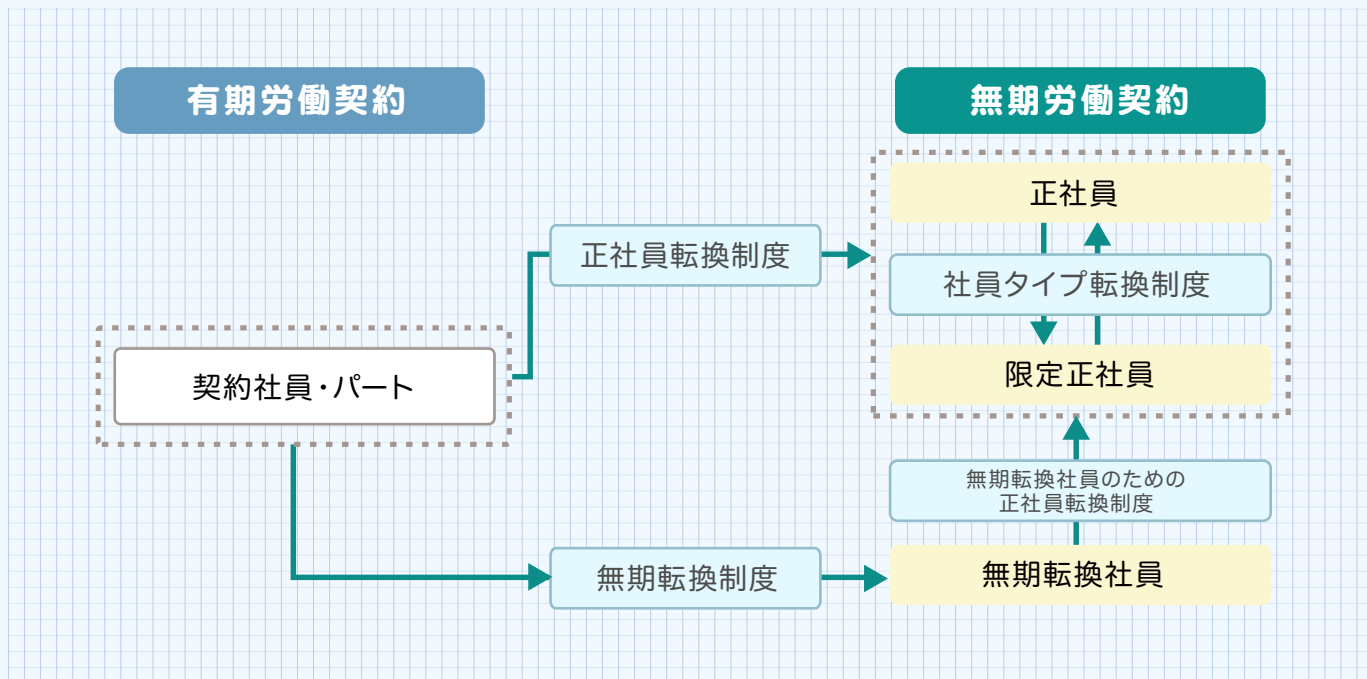 有期労働契約
無期労働契約
正社員
正社員転換制度
社員タイプ転換制度
契約社員・パート
限定正社員
無期転換社員のための
正社員転換制度
無期転換制度
無期転換社員